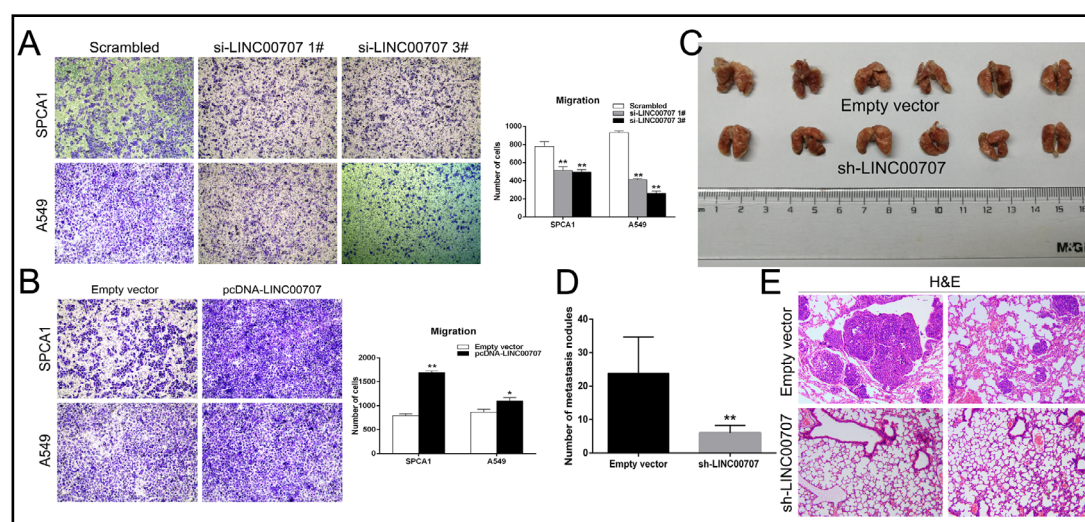 A
Scrambled
si-LINC00707 1#
si-LINC00707 3#
SPCA1
A549
Migration
Scrambled
si-LINC00707 1#
si-LINC00707 3#
Number of cells
1000
800
600
400
200
0
** **
**
**
SPCA1
A549
B
Empty vector
pcDNA-LINC00707
SPCA1
A549
Migration
Empty vector
pcDNA-LINC00707
Number of cells
2000
1500
1000
500
0
**
*
SPCA1
A549
C
Empty vector
sh-LINC00707
1 2 3 4 5 6 7 8 9 10 11 12 13 14 15 16
D
Number of metastasis nodules
40
30
20
10
0
**
Empty vector
sh-LINC00707
E
H&E
Empty vector
sh-LINC00707